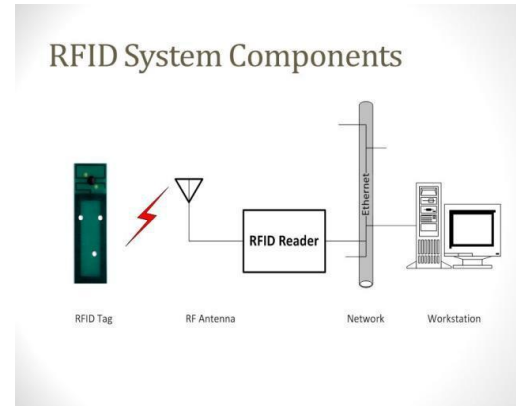 RFID System Components
Ethernet
RFID Reader
RFID Tag
RF Antenna
Network
Workstation